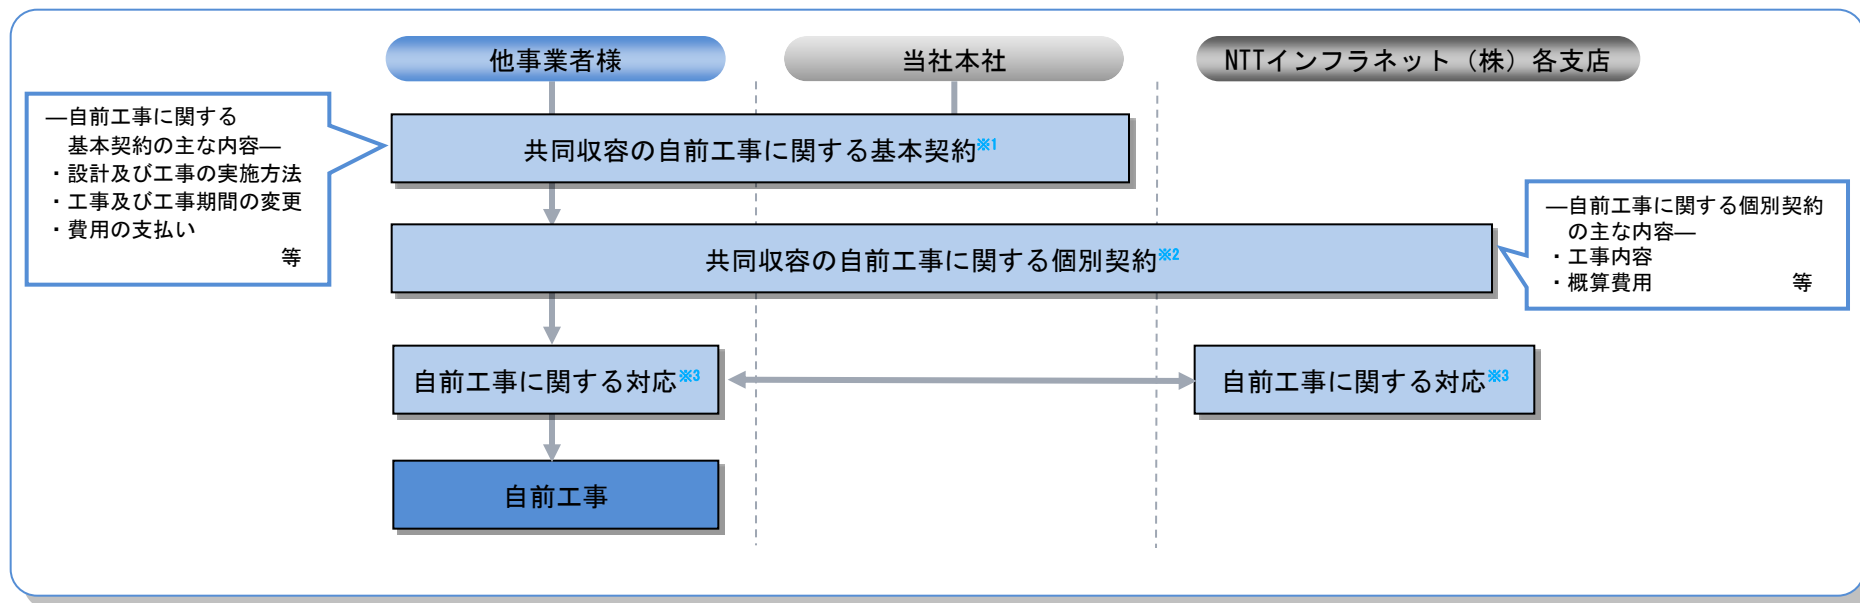 他事業者様
当社本社
NTTインフラネット（株）各支店
―自前工事に関する
基本契約の主な内容―
・設計及び工事の実施方法
・工事及び工事期間の変更
・費用の支払い
等
共同収容の自前工事に関する基本契約※1
共同収容の自前工事に関する個別契約※2
―自前工事に関する個別契約
の主な内容―
・工事内容
・概算費用 等
自前工事に関する対応※3
自前工事に関する対応※3
自前工事